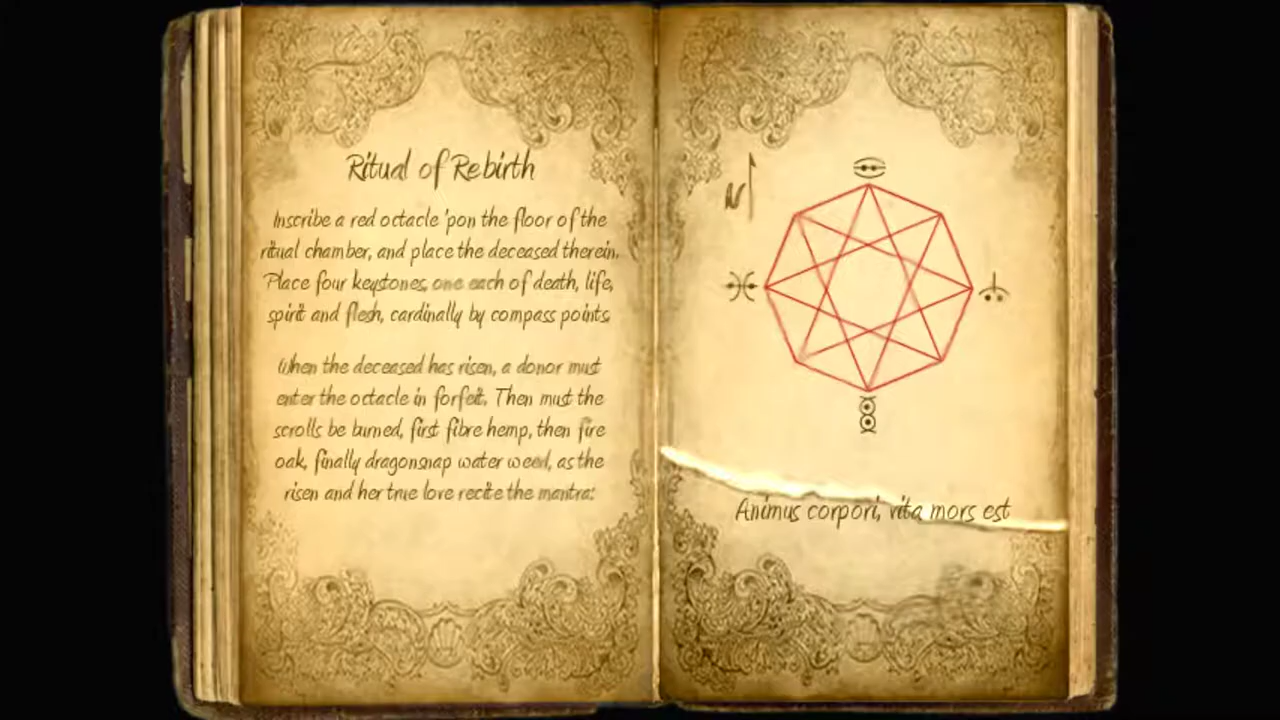 Ritual of Rebirth
Inscribe a red octacle 'pon the floor of the
ritual chamber, and place the deceased therein.
Place four keystones, one each of death, life,
spirit and flesh, cardinally by compass points.
When the deceased has risen, a donor must
enter the octacle in forfeit. Then must the
scrolls be burned, first fibre hemp, then fire
oak, finally dragonsnap water weed, as the
risen and her true love recite the mantra:
N
Animus corpori, vita mors est